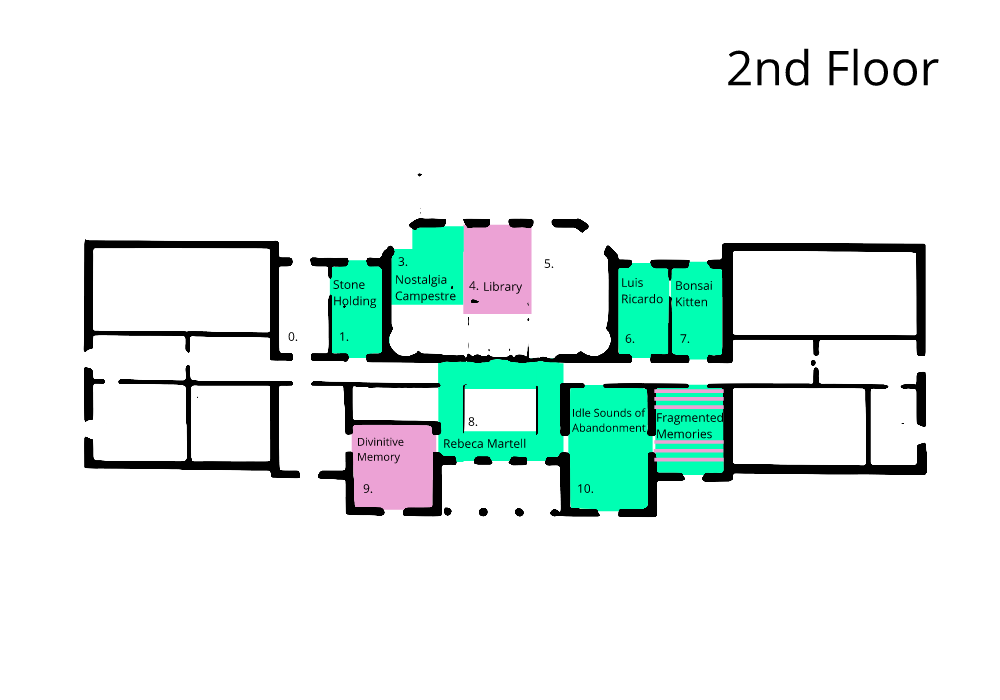 2nd Floor
0.
Stone
Holding
1.
3.
Nostalgia
Campestre
4. Library
5.
Luis
Ricardo
6.
Bonsai
Kitten
7.
8.
Rebeca Martell
Divinitive
Memory
9.
Idle Sounds of
Abandonment
10.
Fragmented
Memories